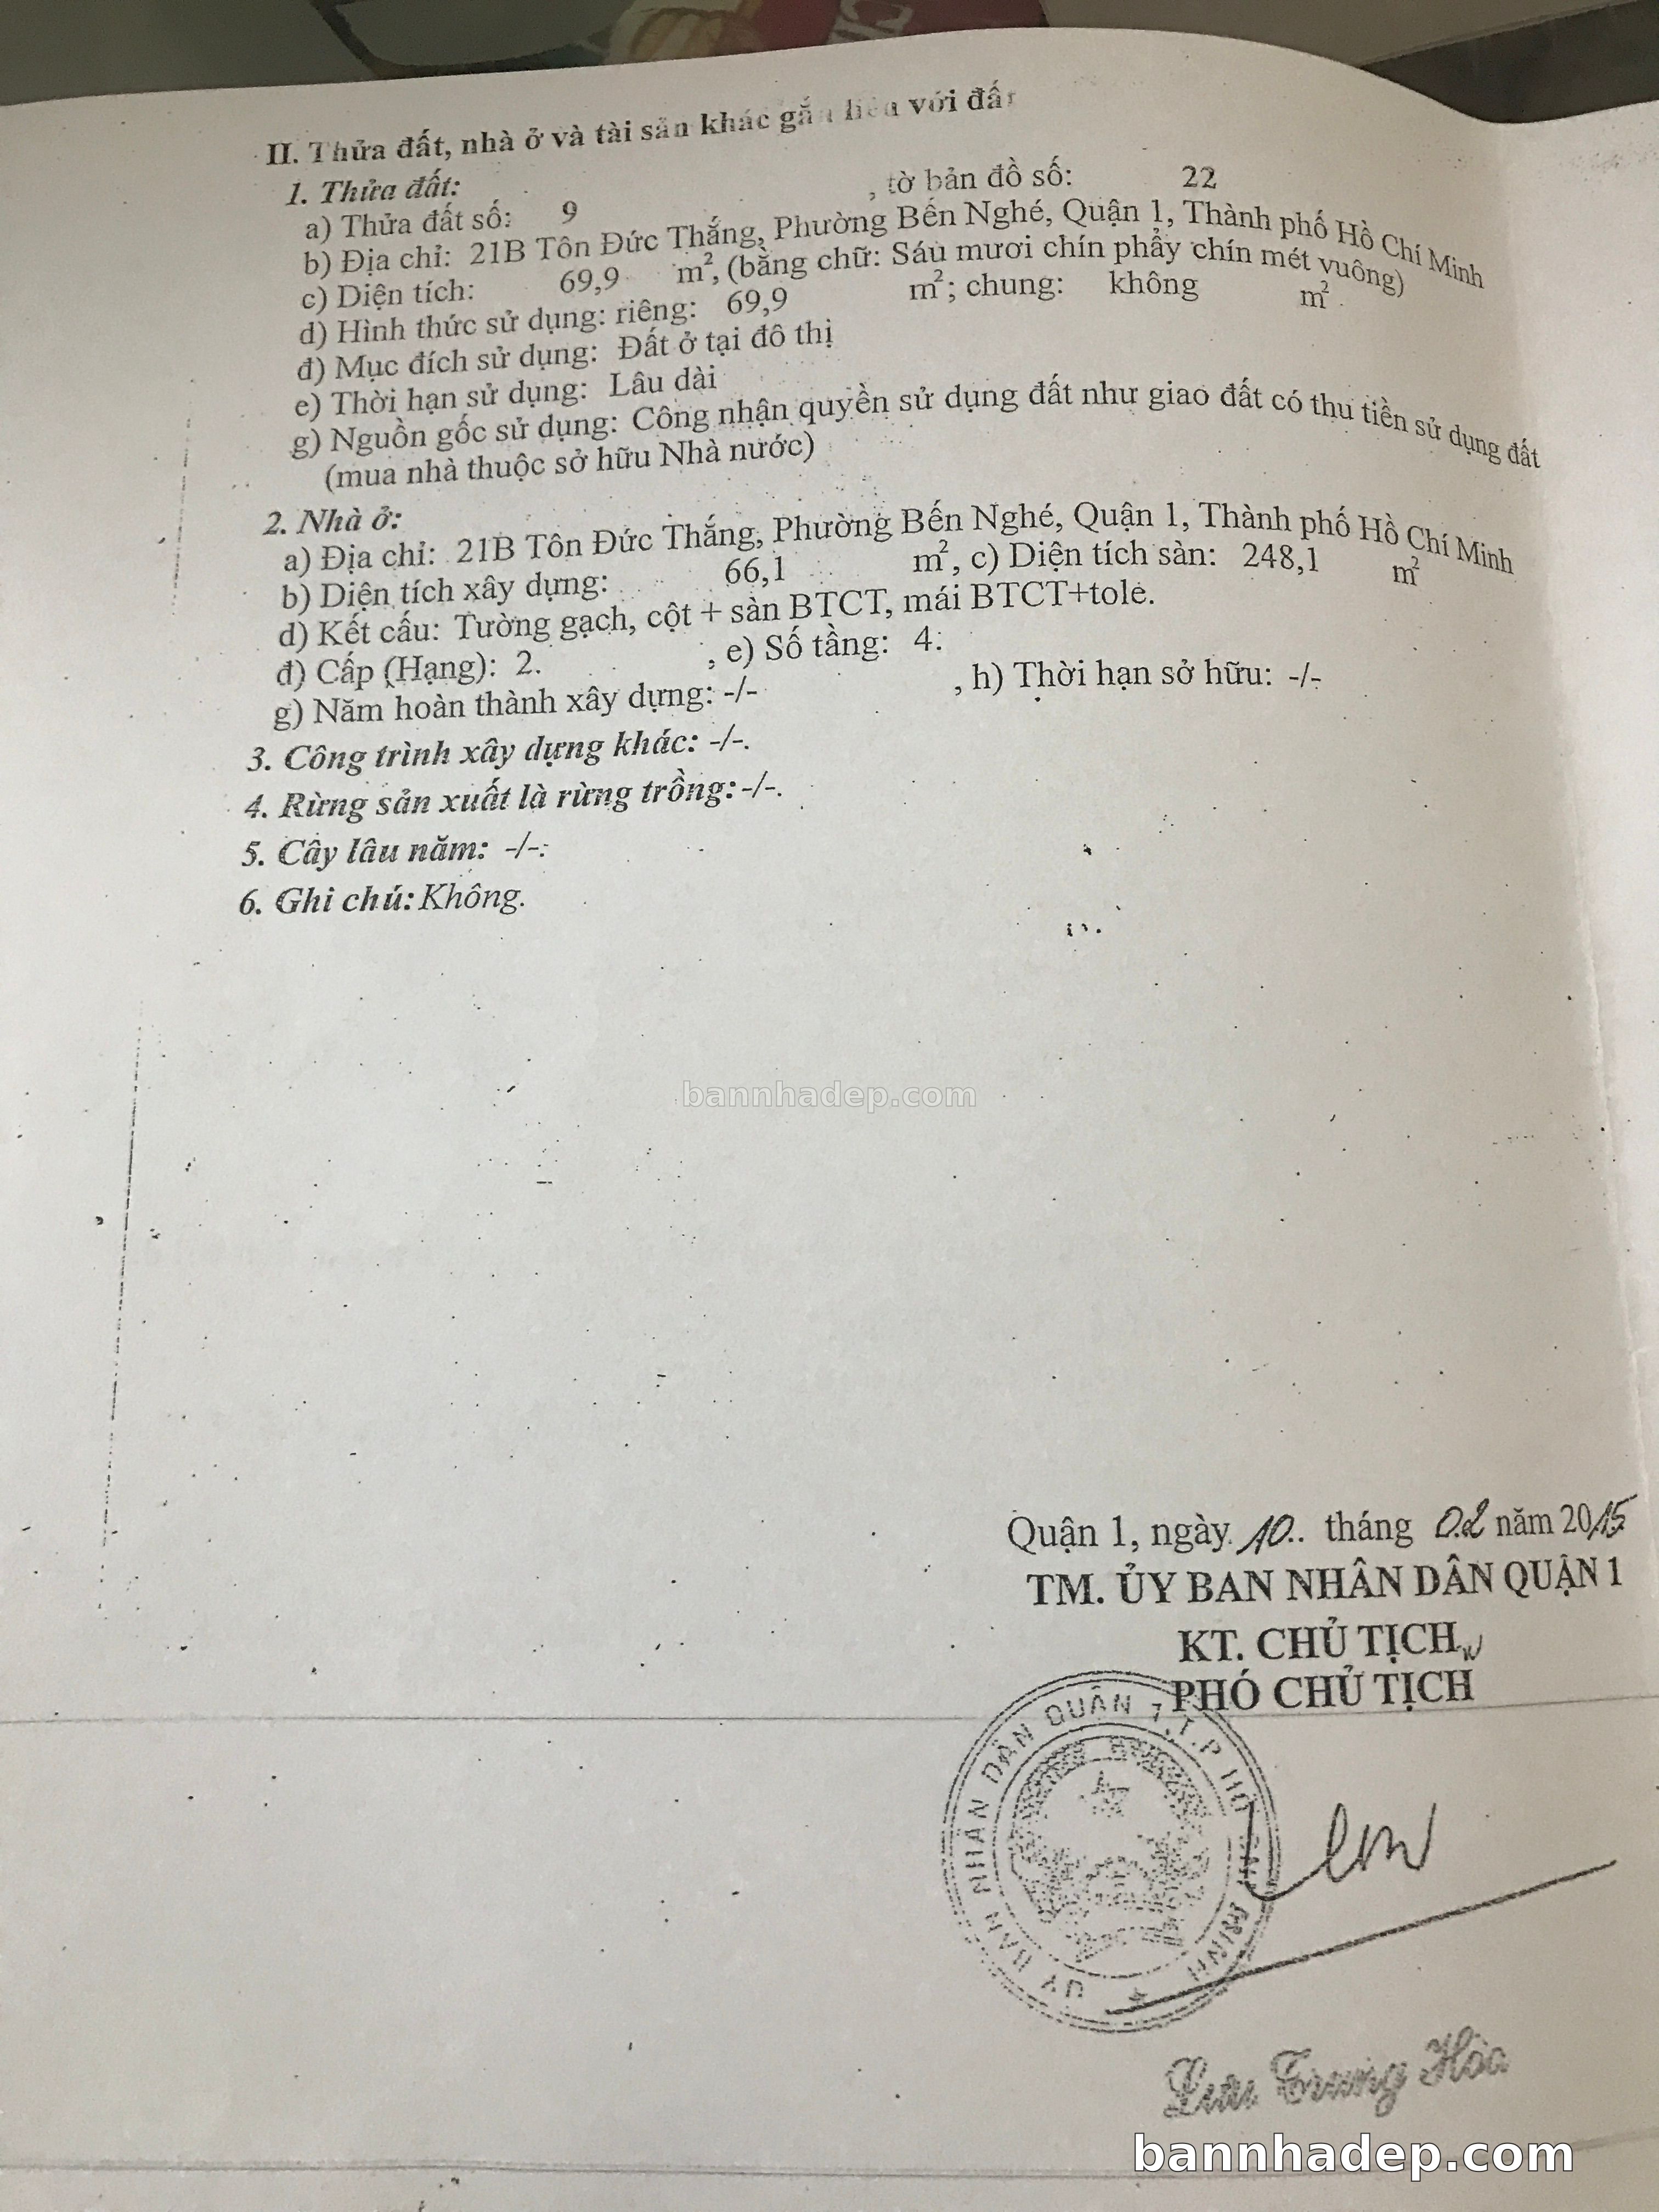 II. Thửa đất, nhà ở và tài sản khác gắn liền với đất
1. Thửa đất:
a) Thửa đất số: 9 , tờ bản đồ số: 22
b) Địa chỉ: 21B Tôn Đức Thắng, Phường Bến Nghé, Quận 1, Thành phố Hồ Chí Minh
c) Diện tích: 69,9 m², (bằng chữ: Sáu mươi chín phẩy chín mét vuông)
d) Hình thức sử dụng: riêng: 69,9 m²; chung: không m²
đ) Mục đích sử dụng: Đất ở tại đô thị
e) Thời hạn sử dụng: Lâu dài
g) Nguồn gốc sử dụng: Công nhận quyền sử dụng đất như giao đất có thu tiền sử dụng đất
(mua nhà thuộc sở hữu Nhà nước)
2. Nhà ở:
a) Địa chỉ: 21B Tôn Đức Thắng, Phường Bến Nghé, Quận 1, Thành phố Hồ Chí Minh
b) Diện tích xây dựng: 66,1 m², c) Diện tích sàn: 248,1 m²
d) Kết cấu: Tường gạch, cột + sàn BTCT, mái BTCT+tole.
đ) Cấp (Hạng): 2. , e) Số tầng: 4.
g) Năm hoàn thành xây dựng: -/- , h) Thời hạn sở hữu: -/-
3. Công trình xây dựng khác: -/-.
4. Rừng sản xuất là rừng trồng: -/-.
5. Cây lâu năm: -/-.
6. Ghi chú: Không.
bannhadep.com
Quận 1, ngày 10.. tháng 02 năm 2015
TM. ỦY BAN NHÂN DÂN QUẬN 1
KT. CHỦ TỊCH
PHÓ CHỦ TỊCH
ỦY BAN NHÂN DÂN QUẬN 1 T.P HỒ CHÍ MINH
Lưu Trung Hòa
bannhadep.com